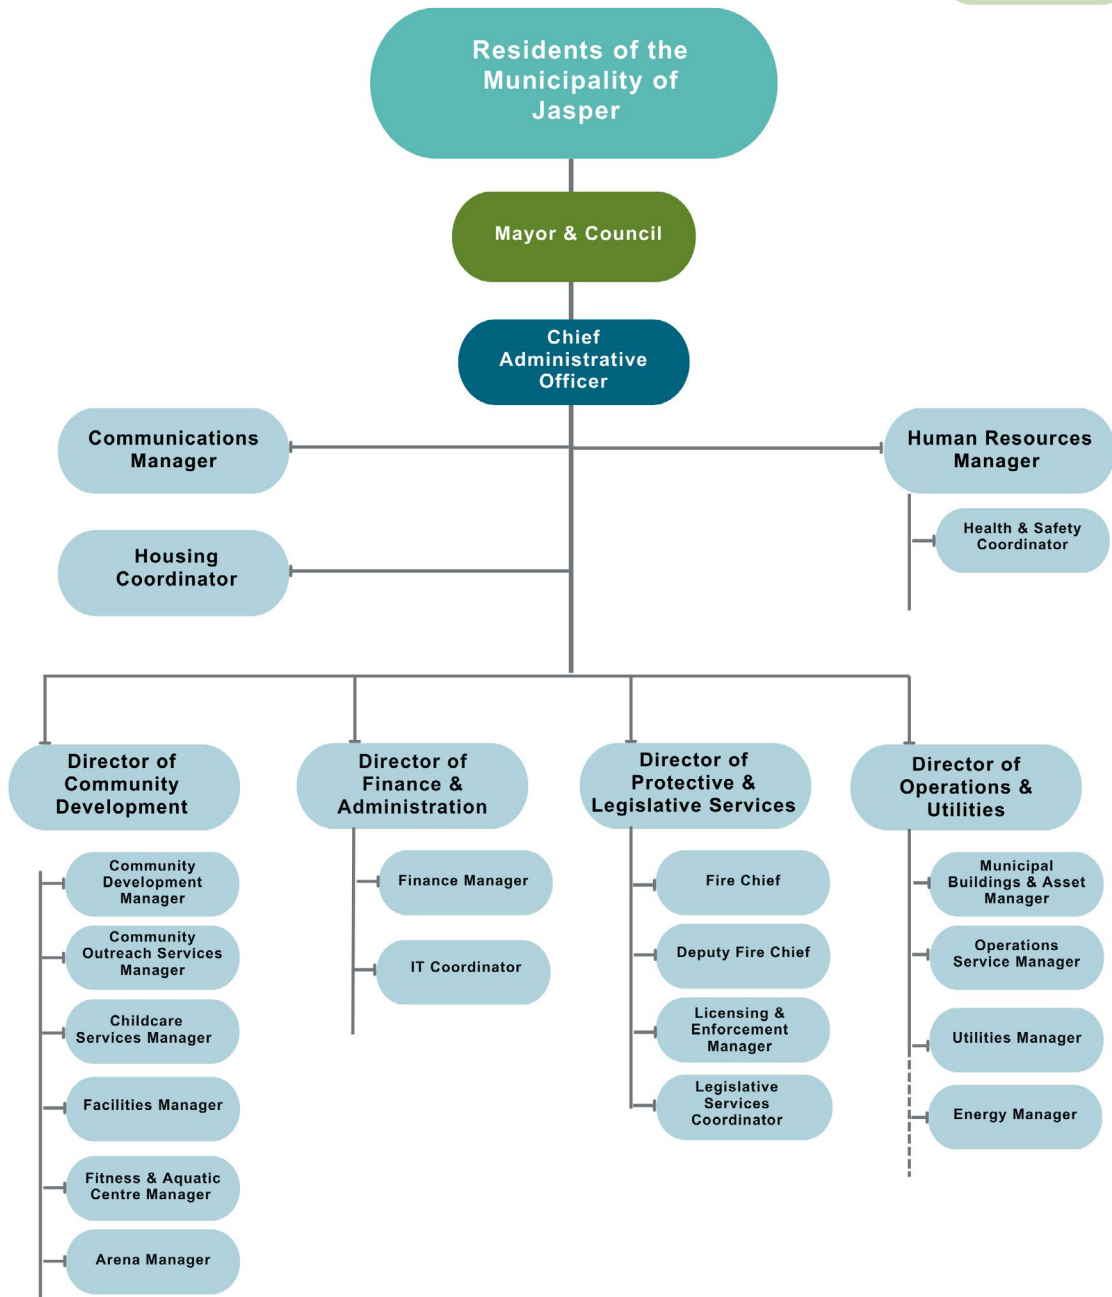 Residents of the
Municipality of
Jasper
Mayor & Council
Chief
Administrative
Officer
Communications
Manager
Human Resources
Manager
Health & Safety
Coordinator
Housing
Coordinator
Director of
Community
Development
Community
Development
Manager
Community
Outreach Services
Manager
Childcare
Services Manager
Facilities Manager
Fitness & Aquatic
Centre Manager
Arena Manager
Director of
Finance &
Administration
Finance Manager
IT Coordinator
Director of
Protective &
Legislative Services
Fire Chief
Deputy Fire Chief
Licensing &
Enforcement
Manager
Legislative
Services
Coordinator
Director of
Operations &
Utilities
Municipal
Buildings & Asset
Manager
Operations
Service Manager
Utilities Manager
Energy Manager